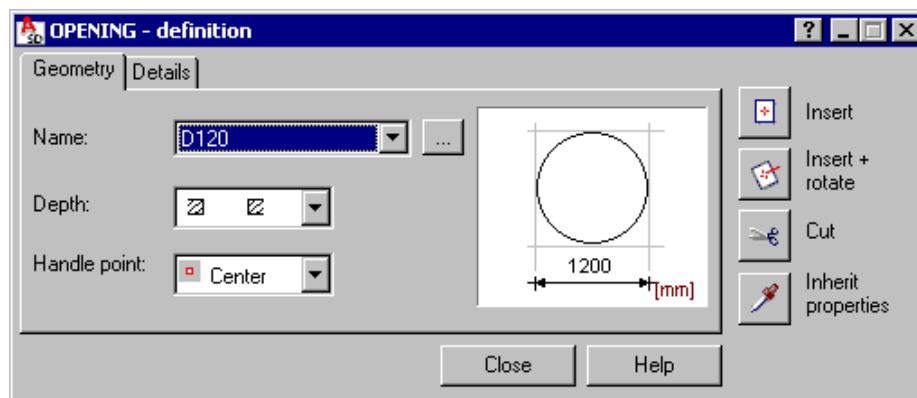 OPENING - definition
Geometry
Details
Name:
D120
...
Depth:
Handle point:
Center
1200
[mm]
Insert
Insert +
rotate
Cut
Inherit
properties
Close
Help